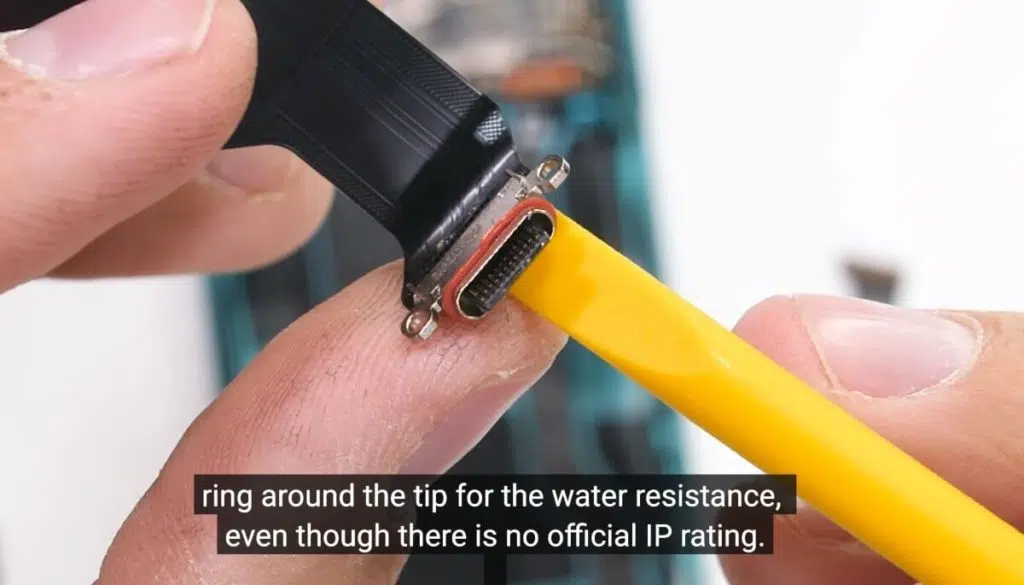 ring around the tip for the water resistance,
even though there is no official IP rating.